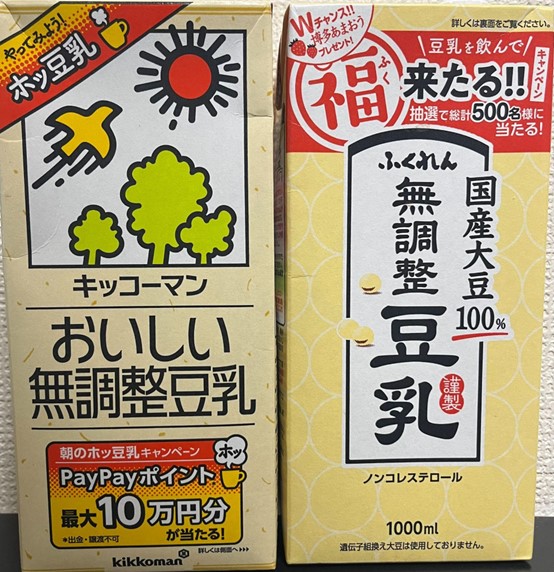 やってみよう!
ホッ豆乳
キッコーマン
おいしい
無調整豆乳
朝のホッ豆乳キャンペーン
ホッ
PayPayポイント
最大10万円分
が当たる!
*出金・譲渡不可
詳しくは側面へ>>>
kikkoman
詳しくは裏面をご覧ください。
Wチャンス!!
博多あまおう
プレゼント!
ふく
福
豆乳を飲んで
来たる!!
キャンペーン
抽選で総計500名様に
当たる!
ふくれん
無調整
豆乳
謹製
国産大豆
100%
ノンコレステロール
1000ml
遺伝子組換え大豆は使用しておりません。